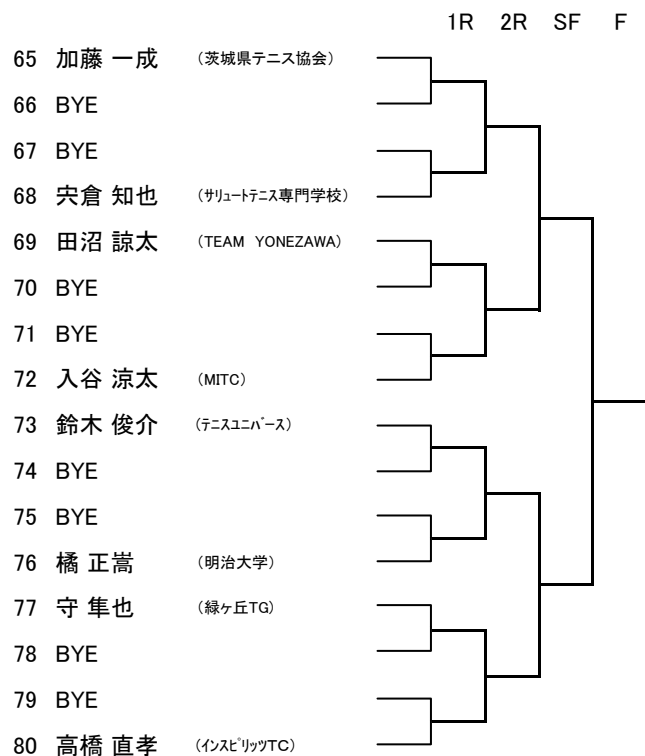 1R 2R SF F
65 加藤 一成 (茨城県テニス協会)
66 BYE
67 BYE
68 宍倉 知也 (ｻﾘｭｰﾄテニス専門学校)
69 田沼 諒太 (TEAM YONEZAWA)
70 BYE
71 BYE
72 入谷 涼太 (MITC)
73 鈴木 俊介 (ﾃﾆｽﾕﾆﾊﾞｰｽ)
74 BYE
75 BYE
76 橘 正嵩 (明治大学)
77 守 隼也 (緑ヶ丘TG)
78 BYE
79 BYE
80 高橋 直孝 (ｲﾝｽﾋﾟﾘｯﾂTC)